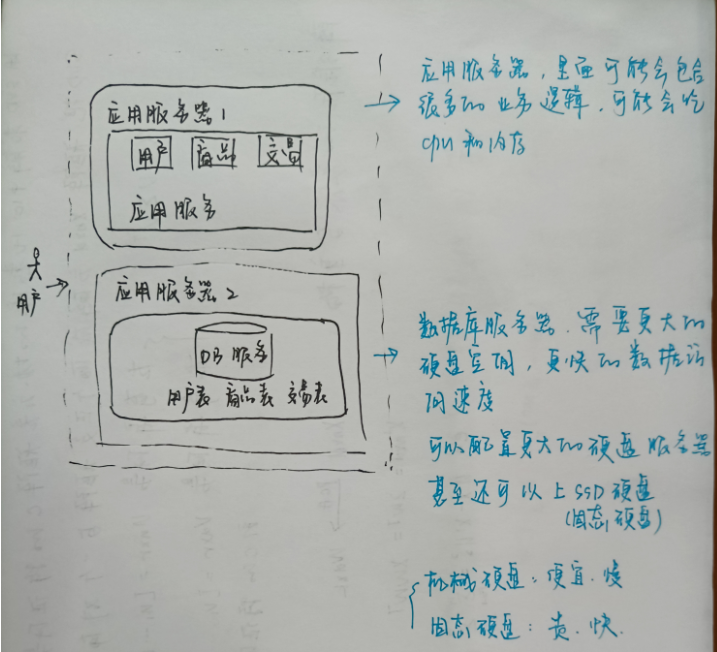 应用服务器1
用户 商品 交易
应用服务
用户
应用服务器2
DB 服务
用户表 商品表 交易表
应用服务器，里面可能会包含
很多的业务逻辑，可能会吃
cpu 和内存
数据库服务器，需要更大的
硬盘空间，更快的数据访
问速度
可以配置更大的硬盘服务器
甚至还可以上SSD硬盘
(固态硬盘)
机械硬盘：便宜．慢
固态硬盘：贵．快．